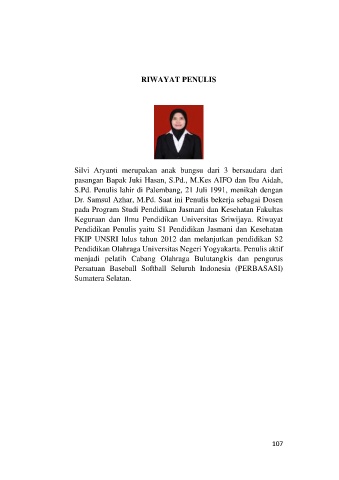 RIWAYAT PENULIS
Silvi Aryanti merupakan anak bungsu dari 3 bersaudara dari
pasangan Bapak Juki Hasan, S.Pd., M.Kes AIFO dan Ibu Aidah,
S.Pd. Penulis lahir di Palembang, 21 Juli 1991, menikah dengan
Dr. Samsul Azhar, M.Pd. Saat ini Penulis bekerja sebagai Dosen
pada Program Studi Pendidikan Jasmani dan Kesehatan Fakultas
Keguruan dan Ilmu Pendidikan Universitas Sriwijaya. Riwayat
Pendidikan Penulis yaitu S1 Pendidikan Jasmani dan Kesehatan
FKIP UNSRI lulus tahun 2012 dan melanjutkan pendidikan S2
Pendidikan Olahraga Universitas Negeri Yogyakarta. Penulis aktif
menjadi pelatih Cabang Olahraga Bulutangkis dan pengurus
Persatuan Baseball Softball Seluruh Indonesia (PERBASASI)
Sumatera Selatan.
107